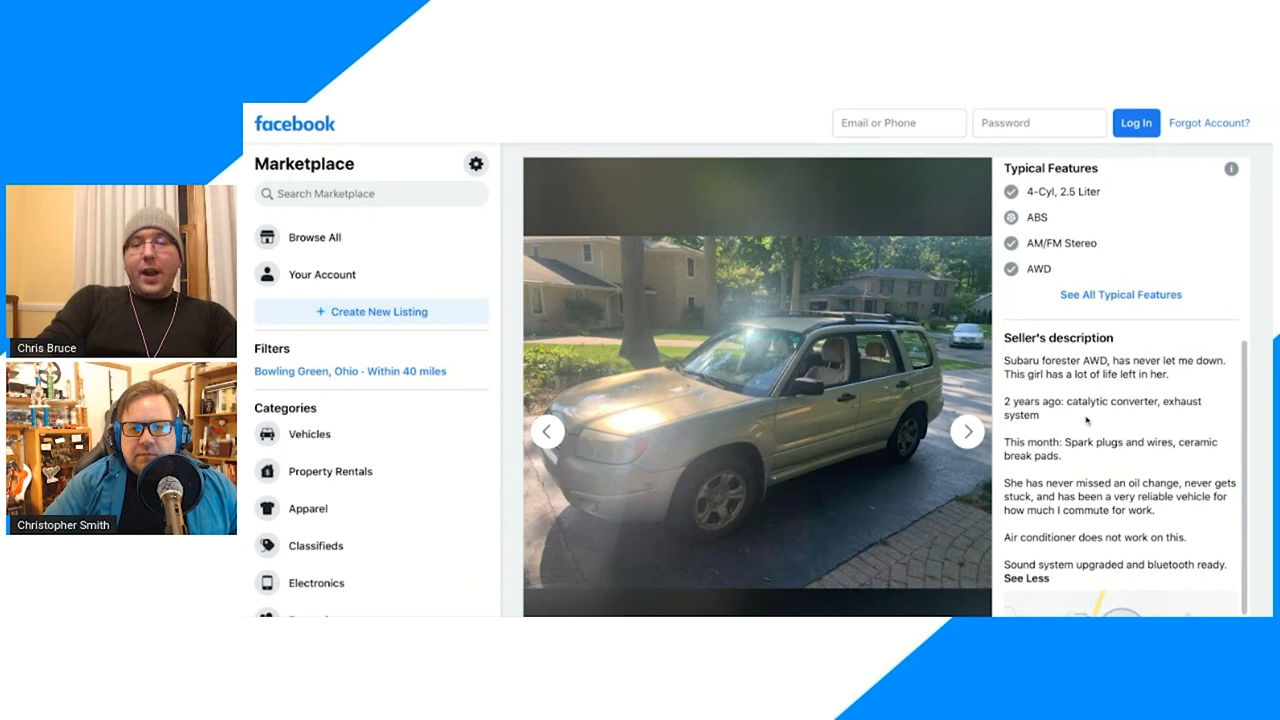 facebook
Email or Phone
Password
Log In
Forgot Account?
Marketplace
Search Marketplace
Browse All
Your Account
+ Create New Listing
Filters
Bowling Green, Ohio · Within 40 miles
Categories
Vehicles
Property Rentals
Apparel
Classifieds
Electronics
Typical Features
4-Cyl, 2.5 Liter
ABS
AM/FM Stereo
AWD
See All Typical Features
Seller's description
Subaru forester AWD, has never let me down.
This girl has a lot of life left in her.
2 years ago: catalytic converter, exhaust
system
This month: Spark plugs and wires, ceramic
break pads.
She has never missed an oil change, never gets
stuck, and has been a very reliable vehicle for
how much I commute for work.
Air conditioner does not work on this.
Sound system upgraded and bluetooth ready.
See Less
Chris Bruce
Christopher Smith